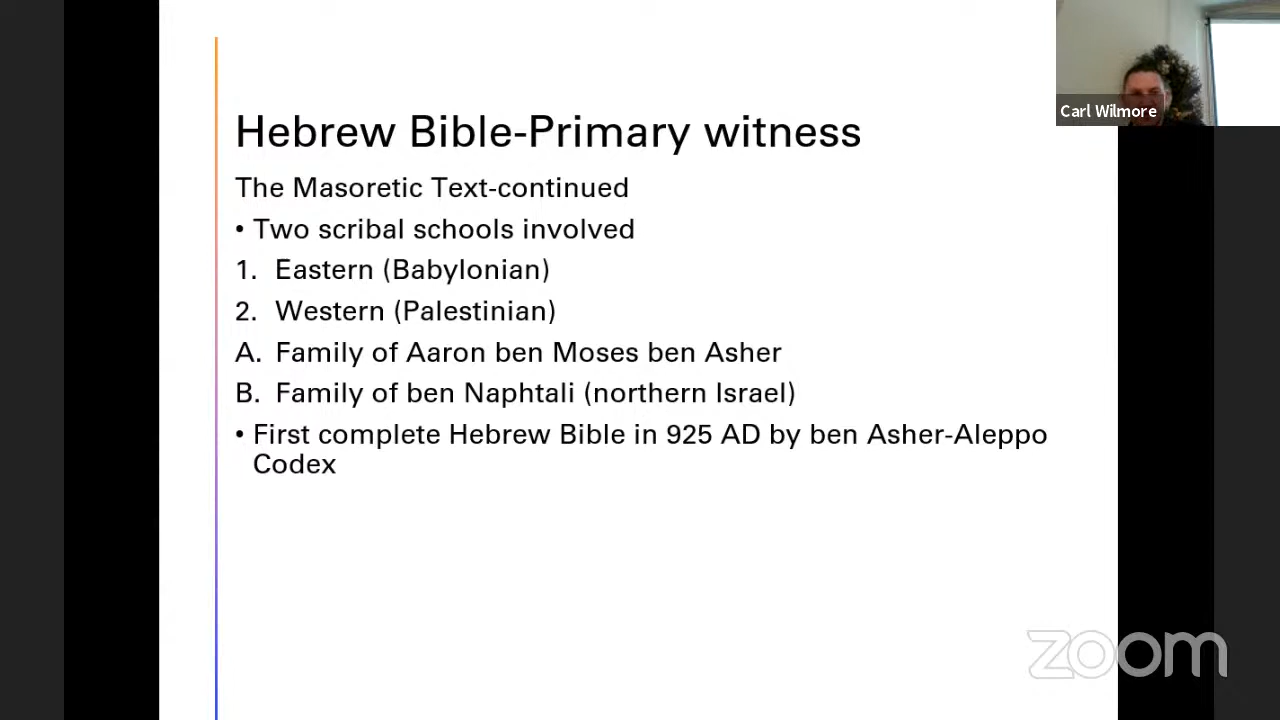 Hebrew Bible-Primary witness
The Masoretic Text-continued
• Two scribal schools involved
1. Eastern (Babylonian)
2. Western (Palestinian)
A. Family of Aaron ben Moses ben Asher
B. Family of ben Naphtali (northern Israel)
• First complete Hebrew Bible in 925 AD by ben Asher-Aleppo
Codex
Carl Wilmore
zoom